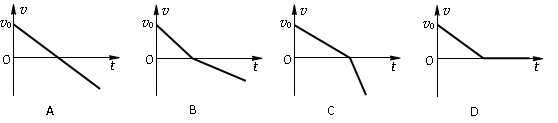 v v v v
v₀ v₀ v₀ v₀
O t O t O t O t
A B C D